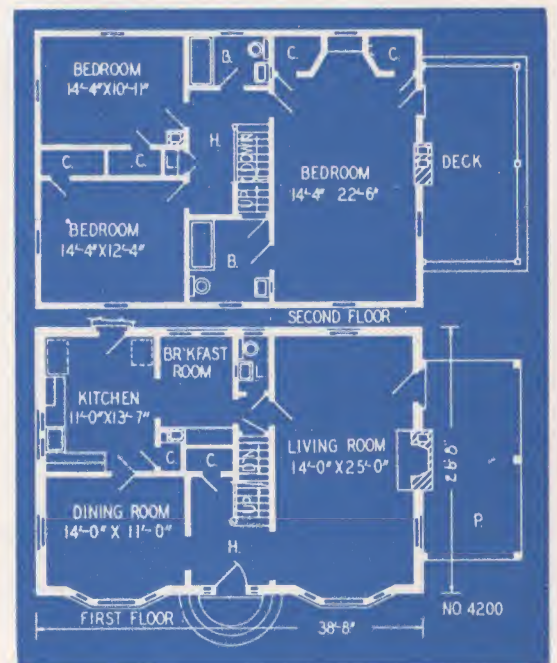 BEDROOM
14'-4"X10'-11"
B.
C.
C.
H.
C.
C.
L.
UP
DOWN
BEDROOM
14'-4" 22'-6"
DECK
BEDROOM
14'-4"X12'-4"
B.
SECOND FLOOR
BR'KFAST
ROOM
L.
KITCHEN
11'-0"X13'-7"
C.
C.
UP
DN
LIVING ROOM
14'-0"X25'-0"
DINING ROOM
14'-0" X 11'-0"
P.
H.
NO 4200
FIRST FLOOR
38'-8"